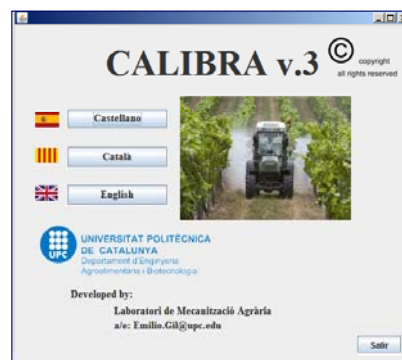 CALIBRA v.3 ©
copyright
all rights reserved
Castellano
Català
English
UPC
UNIVERSITAT POLITÈCNICA
DE CATALUNYA
Departament d'Enginyeria
Agroalimentària i Biotecnologia
Developed by:
Laboratori de Mecanització Agrària
a/e: Emilio.Gil@upc.edu
Salir